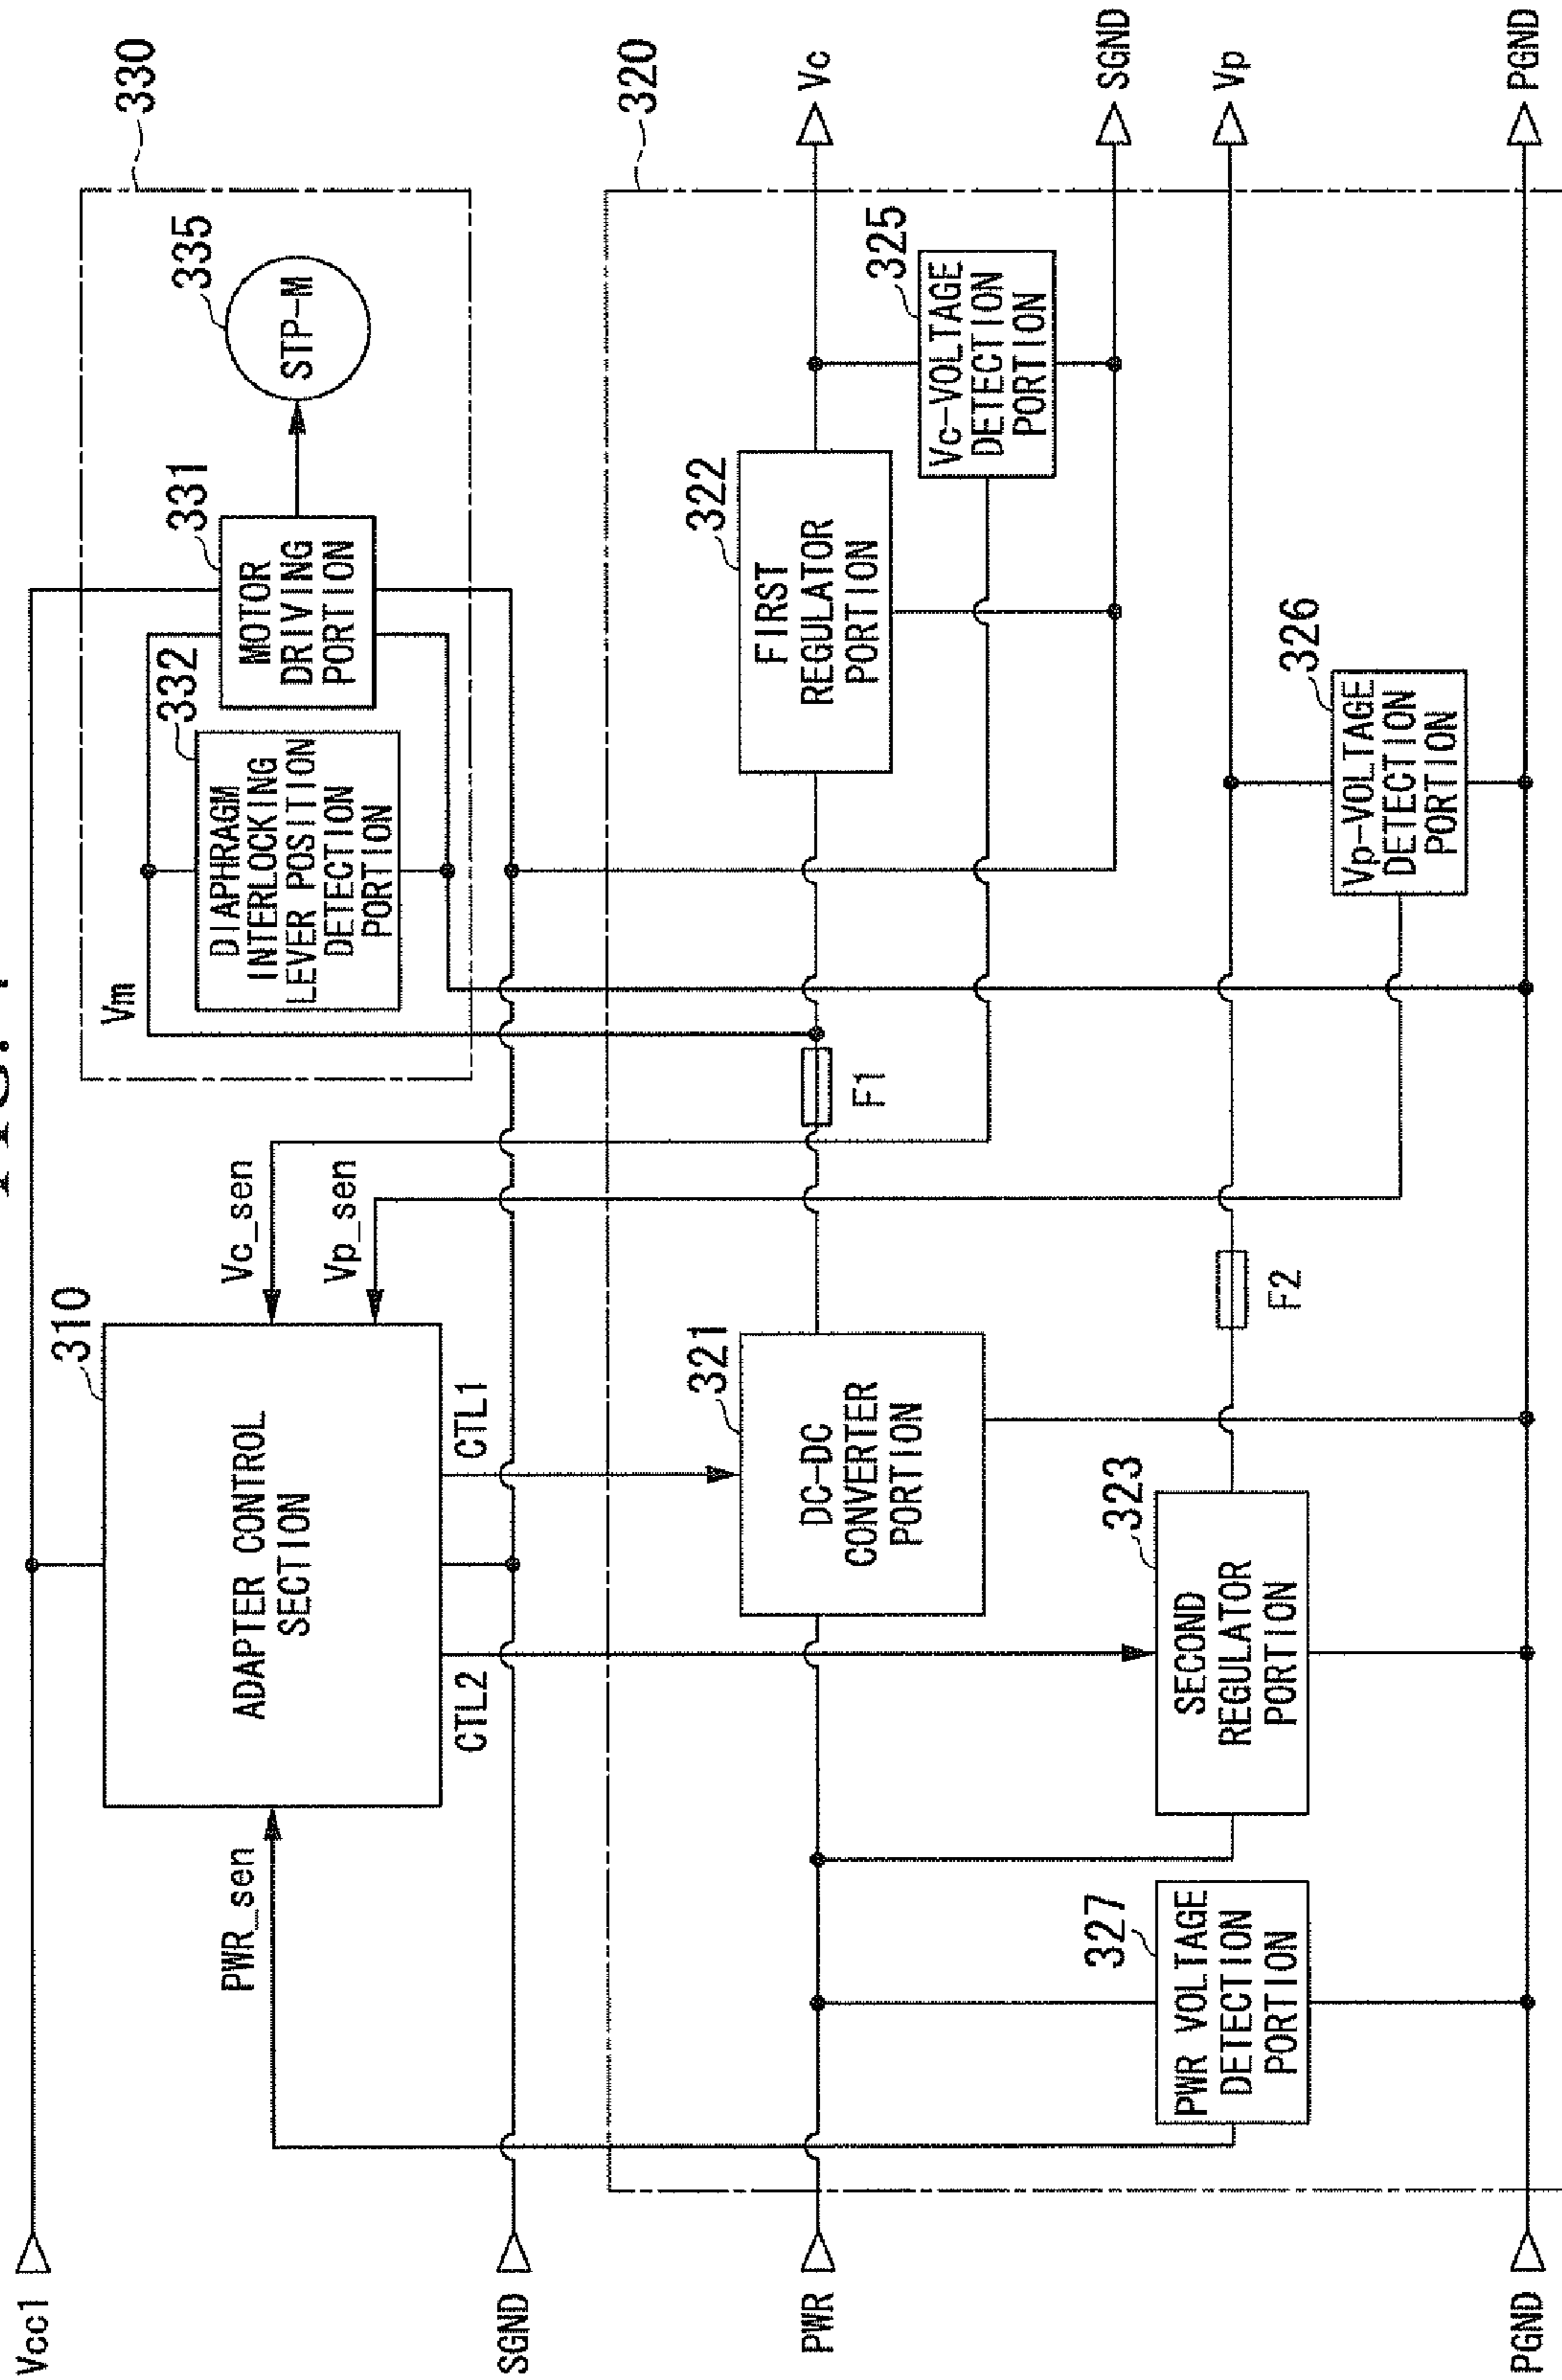 FIG.
Vcc1
310
ADAPTER CONTROL
SECTION
PWR_sen
Vc_sen
Vp_sen
CTL2
CTL1
SGND
330
Vm
332
DIAPHRAGM
INTERLOCKING
LEVER POSITION
DETECTION
PORTION
331
MOTOR
DRIVING
PORTION
335
STP-M
320
PWR
321
DC-DC
CONVERTER
PORTION
F1
322
FIRST
REGULATOR
PORTION
Vc
325
Vc-VOLTAGE
DETECTION
PORTION
SGND
327
PWR VOLTAGE
DETECTION
PORTION
323
SECOND
REGULATOR
PORTION
F2
Vp
326
Vp-VOLTAGE
DETECTION
PORTION
PGND
PGND